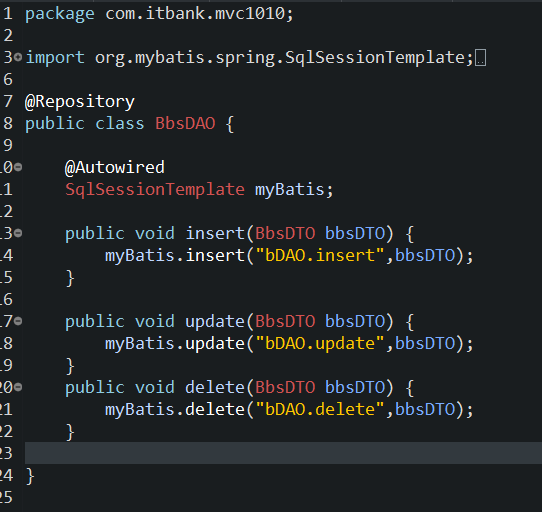 1 package com.itbank.mvc1010;
2
3 import org.mybatis.spring.SqlSessionTemplate;
6
7 @Repository
8 public class BbsDAO {
9
10 @Autowired
11 SqlSessionTemplate myBatis;
12
13 public void insert(BbsDTO bbsDTO) {
14 myBatis.insert("bDAO.insert",bbsDTO);
15 }
16
17 public void update(BbsDTO bbsDTO) {
18 myBatis.update("bDAO.update",bbsDTO);
19 }
20 public void delete(BbsDTO bbsDTO) {
21 myBatis.delete("bDAO.delete",bbsDTO);
22 }
23
24 }
25